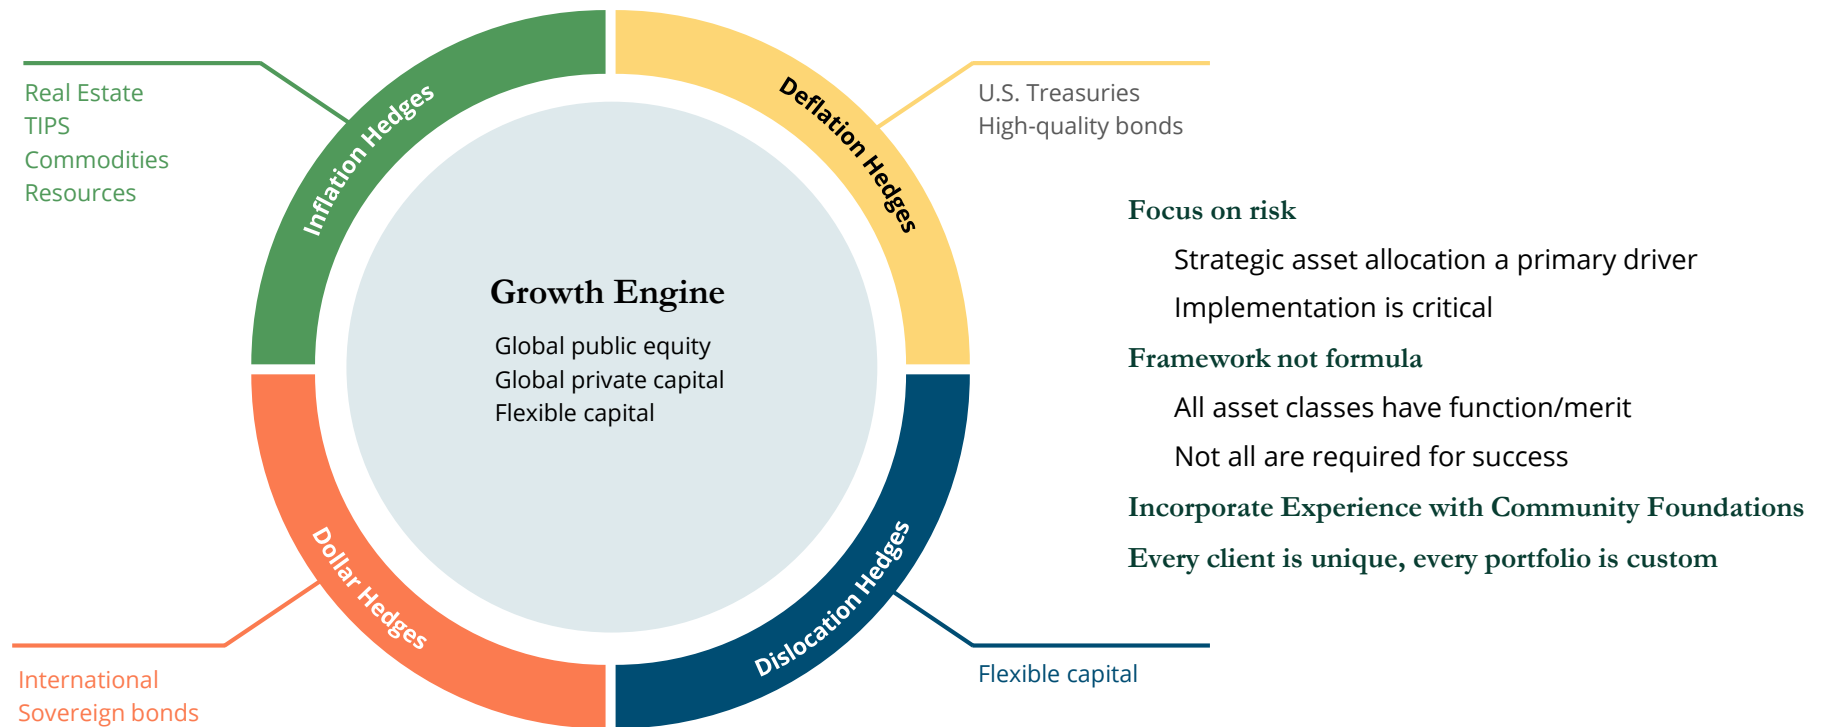 Real Estate
TIPS
Commodities
Resources
Inflation Hedges
Deflation Hedges
U.S. Treasuries
High-quality bonds
Growth Engine
Global public equity
Global private capital
Flexible capital
Dollar Hedges
International
Sovereign bonds
Dislocation Hedges
Flexible capital
Focus on risk
Strategic asset allocation a primary driver
Implementation is critical
Framework not formula
All asset classes have function/merit
Not all are required for success
Incorporate Experience with Community Foundations
Every client is unique, every portfolio is custom